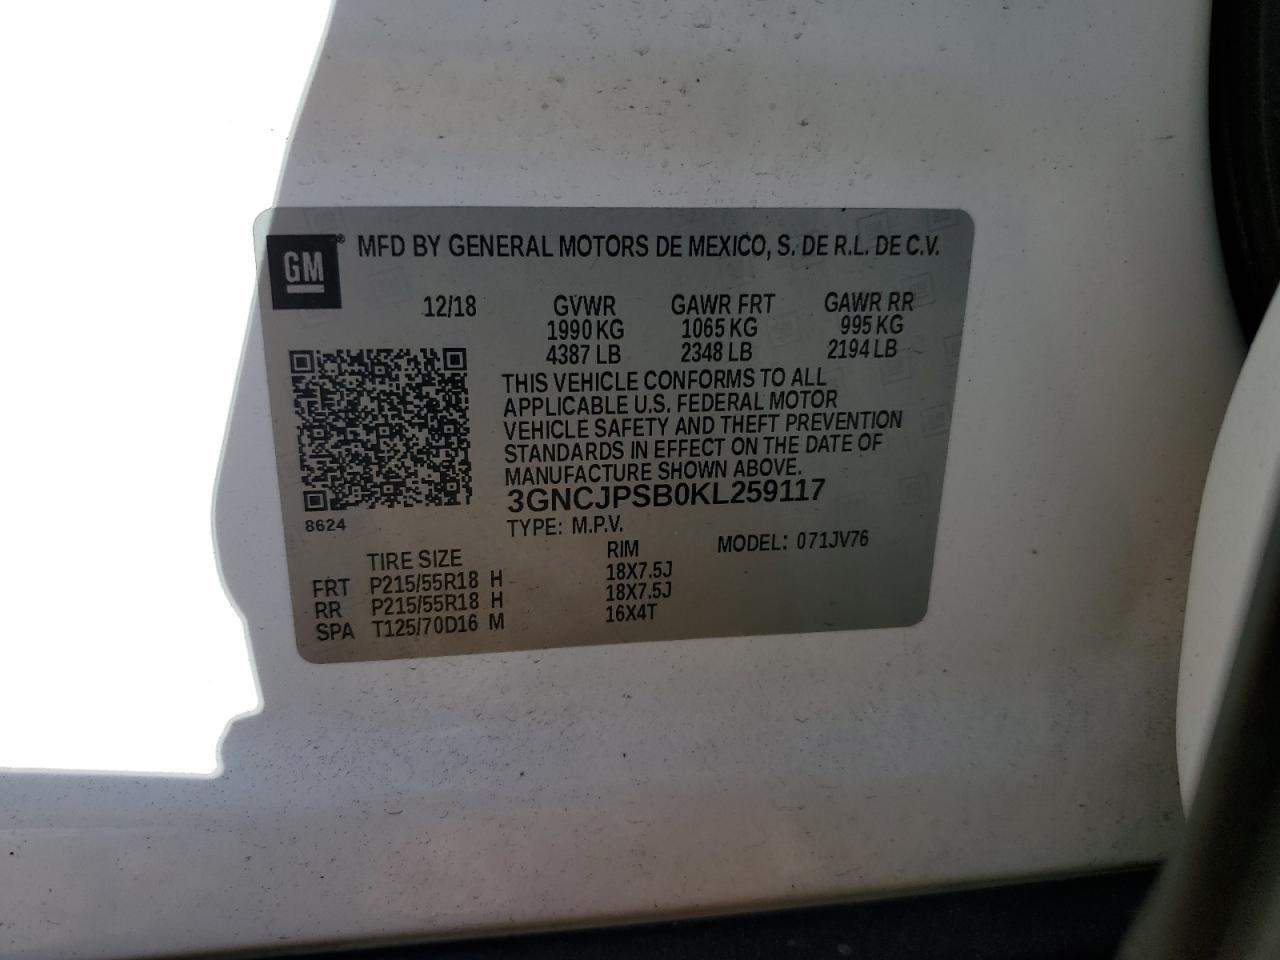 GM ® MFD BY GENERAL MOTORS DE MEXICO, S. DE R.L. DE C.V.
12/18 GVWR GAWR FRT GAWR RR
1990 KG 1065 KG 995 KG
4387 LB 2348 LB 2194 LB
THIS VEHICLE CONFORMS TO ALL
APPLICABLE U.S. FEDERAL MOTOR
VEHICLE SAFETY AND THEFT PREVENTION
STANDARDS IN EFFECT ON THE DATE OF
MANUFACTURE SHOWN ABOVE.
3GNCJPSB0KL259117
8624
TYPE: M.P.V.
TIRE SIZE RIM MODEL: 071JV76
FRT P215/55R18 H 18X7.5J
RR P215/55R18 H 18X7.5J
SPA T125/70D16 M 16X4T